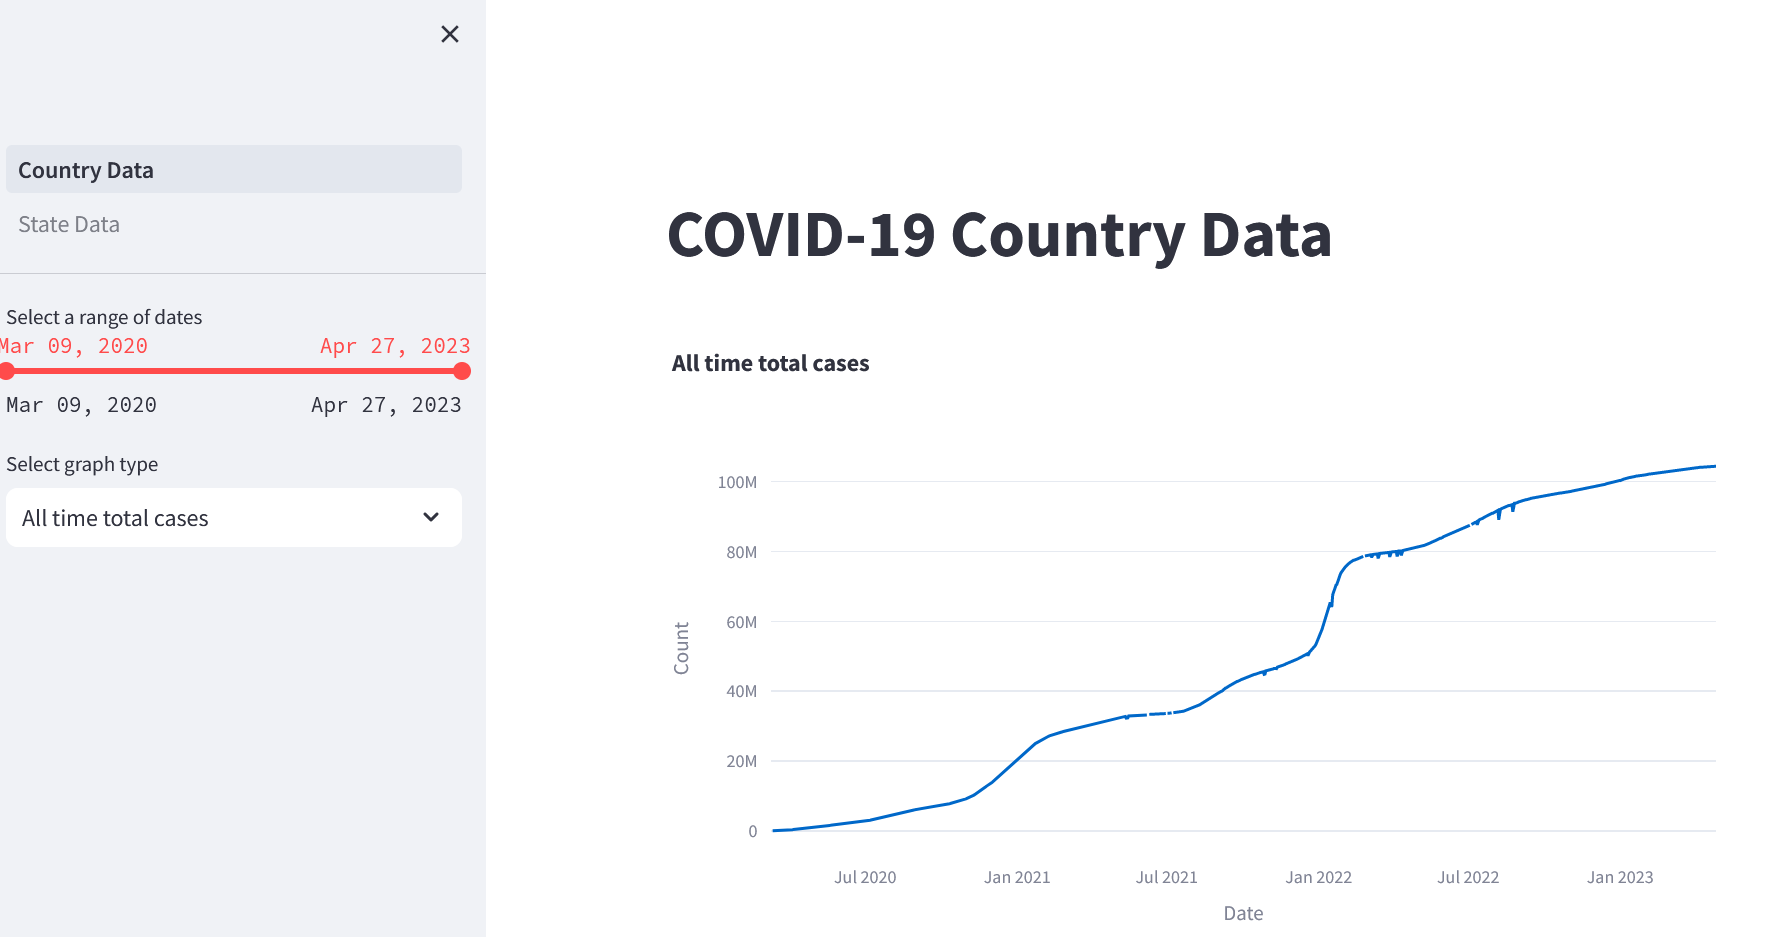 Country Data
State Data
Select a range of dates
Mar 09, 2020 Apr 27, 2023
Mar 09, 2020 Apr 27, 2023
Select graph type
All time total cases
COVID-19 Country Data
All time total cases
Count
100M
80M
60M
40M
20M
0
Jul 2020 Jan 2021 Jul 2021 Jan 2022 Jul 2022 Jan 2023
Date